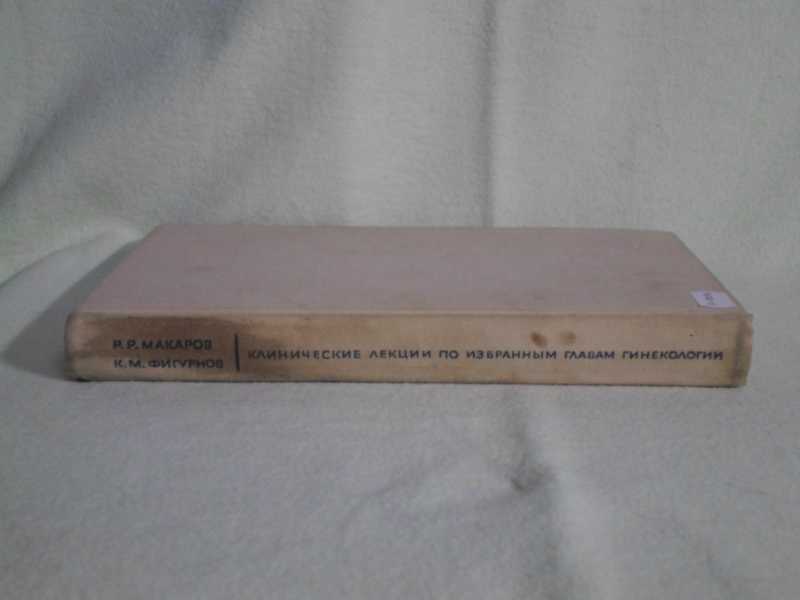 Р.Р. МАКАРОВ
К.М. ФИГУРНОВ
КЛИНИЧЕСКИЕ ЛЕКЦИИ ПО ИЗБРАННЫМ ГЛАВАМ ГИНЕКОЛОГИИ